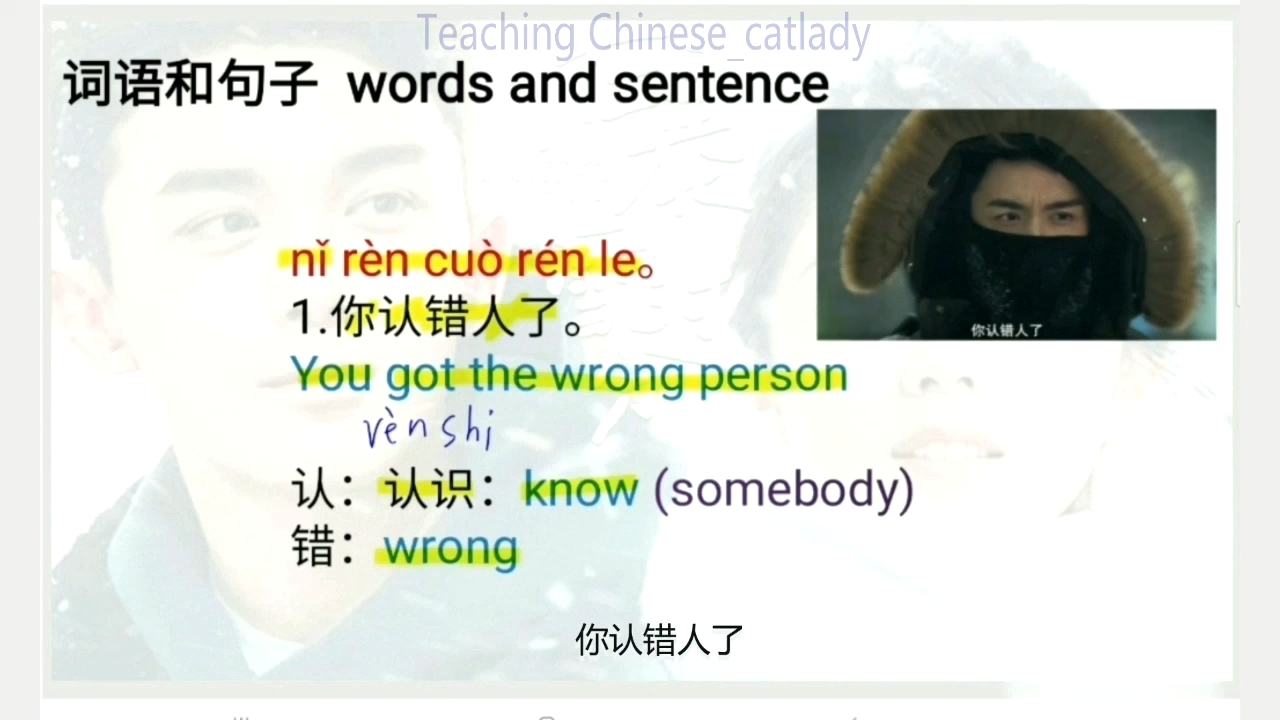 Teaching Chinese_catlady
词语和句子 words and sentence
nǐ rèn cuò rén le。
1.你认错人了。
You got the wrong person
rèn shi
认：认识：know (somebody)
错：wrong
你认错人了
你认错人了